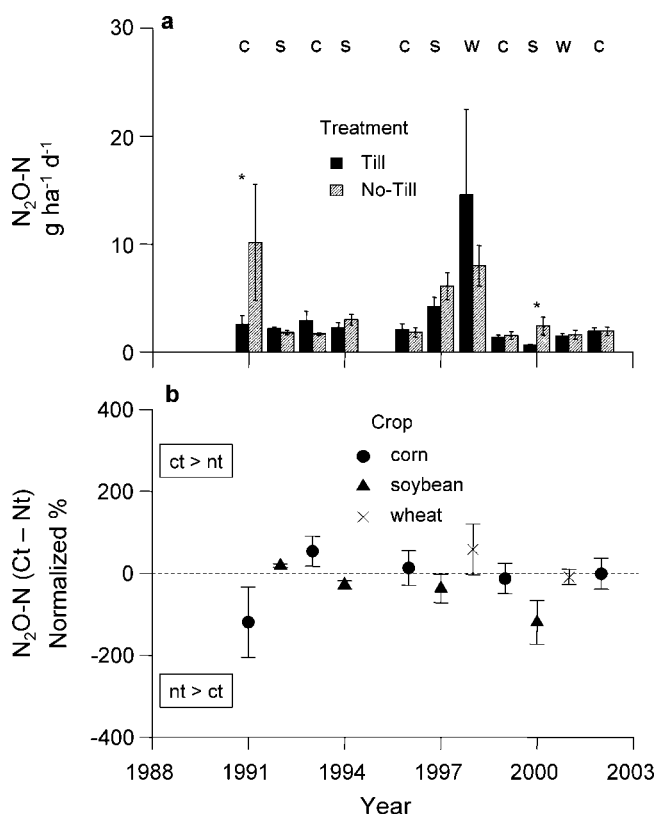 a
30
20
10
0
N₂O-N
g ha⁻¹ d⁻¹
C S C S C S W C S W C
Treatment
Till
No-Till
*
*
b
400
200
0
-200
-400
N₂O-N (Ct – Nt)
Normalized %
ct > nt
nt > ct
Crop
corn
soybean
wheat
1988 1991 1994 1997 2000 2003
Year